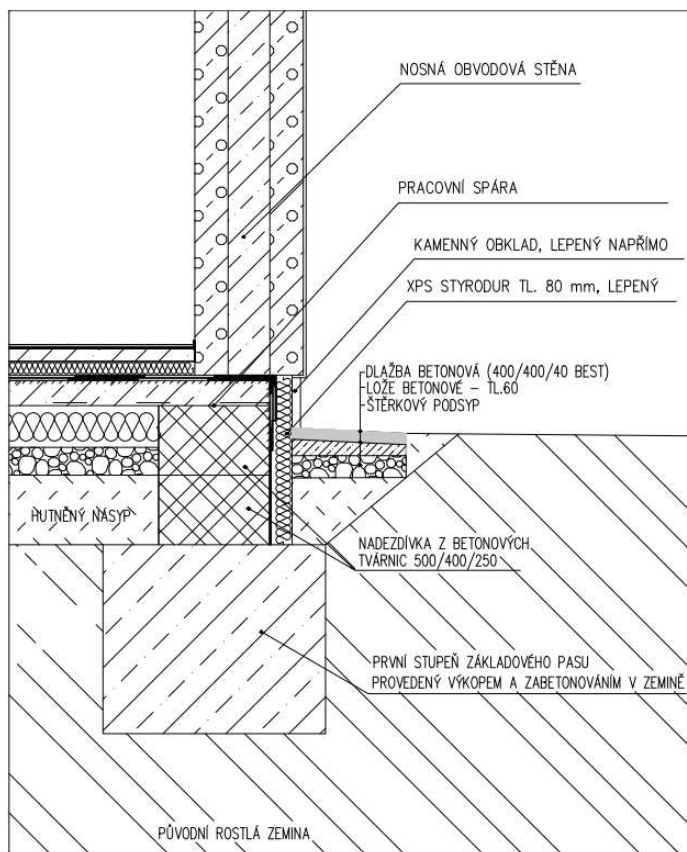 NOSNÁ OBVODOVÁ STĚNA
PRACOVNÍ SPÁRA
KAMENNÝ OBKLAD, LEPENÝ NAPŘÍMO
XPS STYRODUR TL. 80 mm, LEPENÝ
DLAŽBA BETONOVÁ (400/400/40 BEST)
LOŽE BETONOVÉ – TL.60
ŠTĚRKOVÝ PODSYP
HUTNĚNÝ NÁSYP
NADEZDÍVKA Z BETONOVÝCH
TVÁRNIC 500/400/250
PRVNÍ STUPEŇ ZÁKLADOVÉHO PASU
PROVEDENÝ VÝKOPEM A ZABETONOVÁNÍM V ZEMINĚ
PŮVODNÍ ROSTLÁ ZEMINA